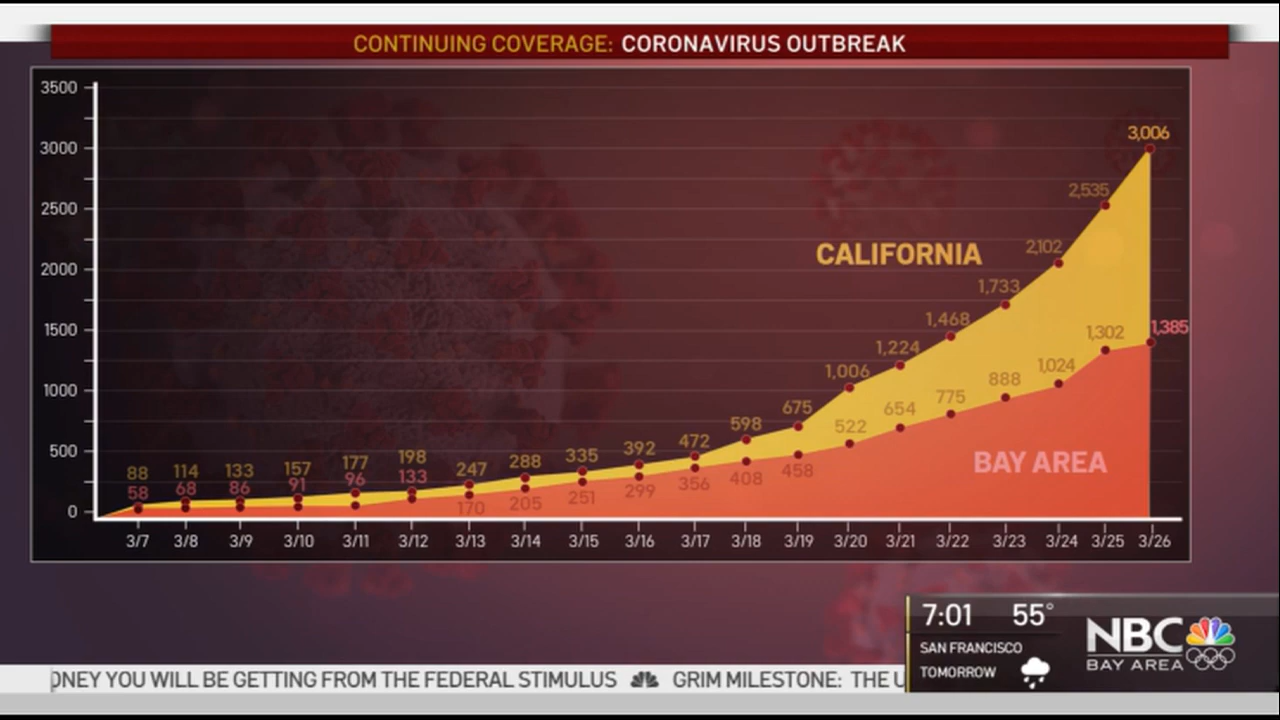 CONTINUING COVERAGE: CORONAVIRUS OUTBREAK
3500
3000
2500
2000
1500
1000
500
0
CALIFORNIA
88 114 133 157 177 198 247 288 335 392 472 598 675 1,006 1,224 1,468 1,733 2,102 2,535 3,006
58 68 86 91 96 133 170 205 251 299 356 408 458 522 654 775 888 1,024 1,302 1,385
BAY AREA
3/7 3/8 3/9 3/10 3/11 3/12 3/13 3/14 3/15 3/16 3/17 3/18 3/19 3/20 3/21 3/22 3/23 3/24 3/25 3/26
7:01 55°
SAN FRANCISCO
TOMORROW
NBC
BAY AREA
ONEY YOU WILL BE GETTING FROM THE FEDERAL STIMULUS GRIM MILESTONE: THE U